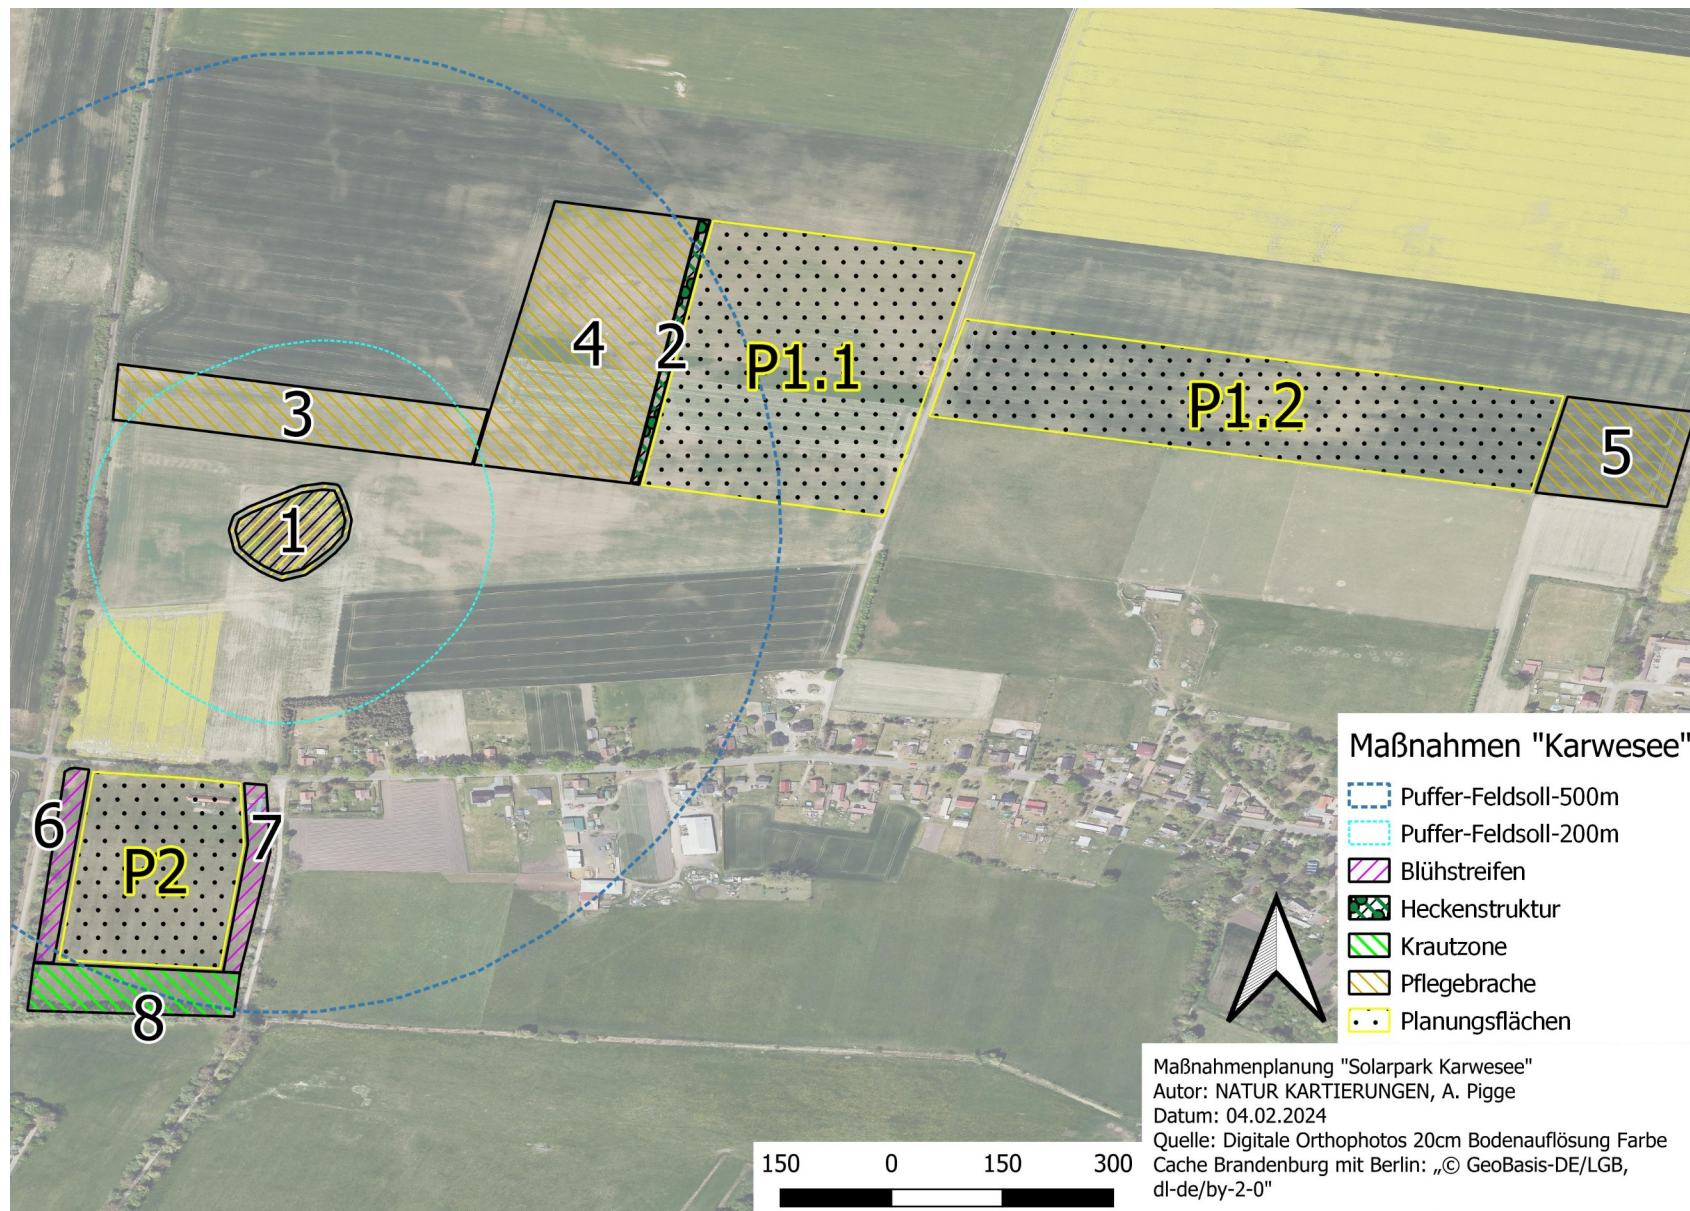 4
2
P1.1
3
P1.2
5
1
6
7
P2
8
Maßnahmen "Karwesee"
Puffer-Feldsoll-500m
Puffer-Feldsoll-200m
Blühstreifen
Heckenstruktur
Krautzone
Pflegebrache
Planungsflächen
Maßnahmenplanung "Solarpark Karwesee"
Autor: NATUR KARTIERUNGEN, A. Pigge
Datum: 04.02.2024
Quelle: Digitale Orthophotos 20cm Bodenauflösung Farbe
Cache Brandenburg mit Berlin: „© GeoBasis-DE/LGB,
dl-de/by-2-0"
150 0 150 300